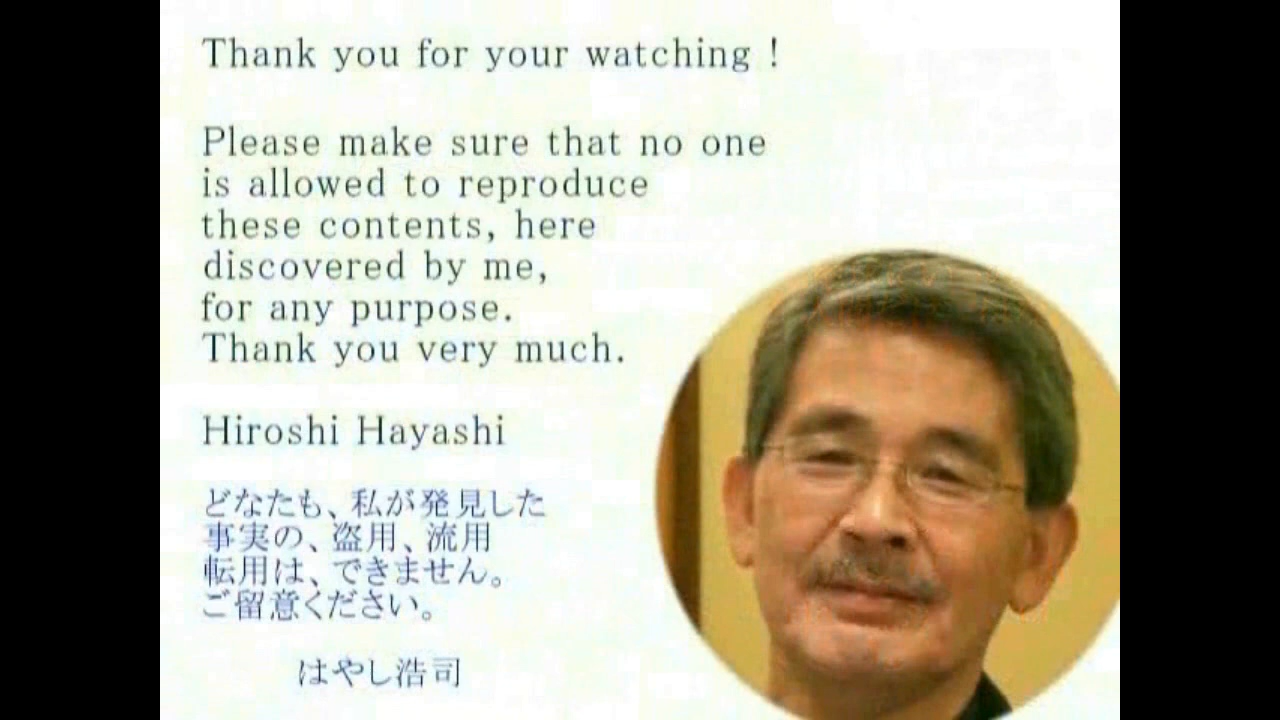 Thank you for your watching !
Please make sure that no one
is allowed to reproduce
these contents, here
discovered by me,
for any purpose.
Thank you very much.
Hiroshi Hayashi
どなたも、私が発見した
事実の、盗用、流用
転用は、できません。
ご留意ください。
はやし浩司